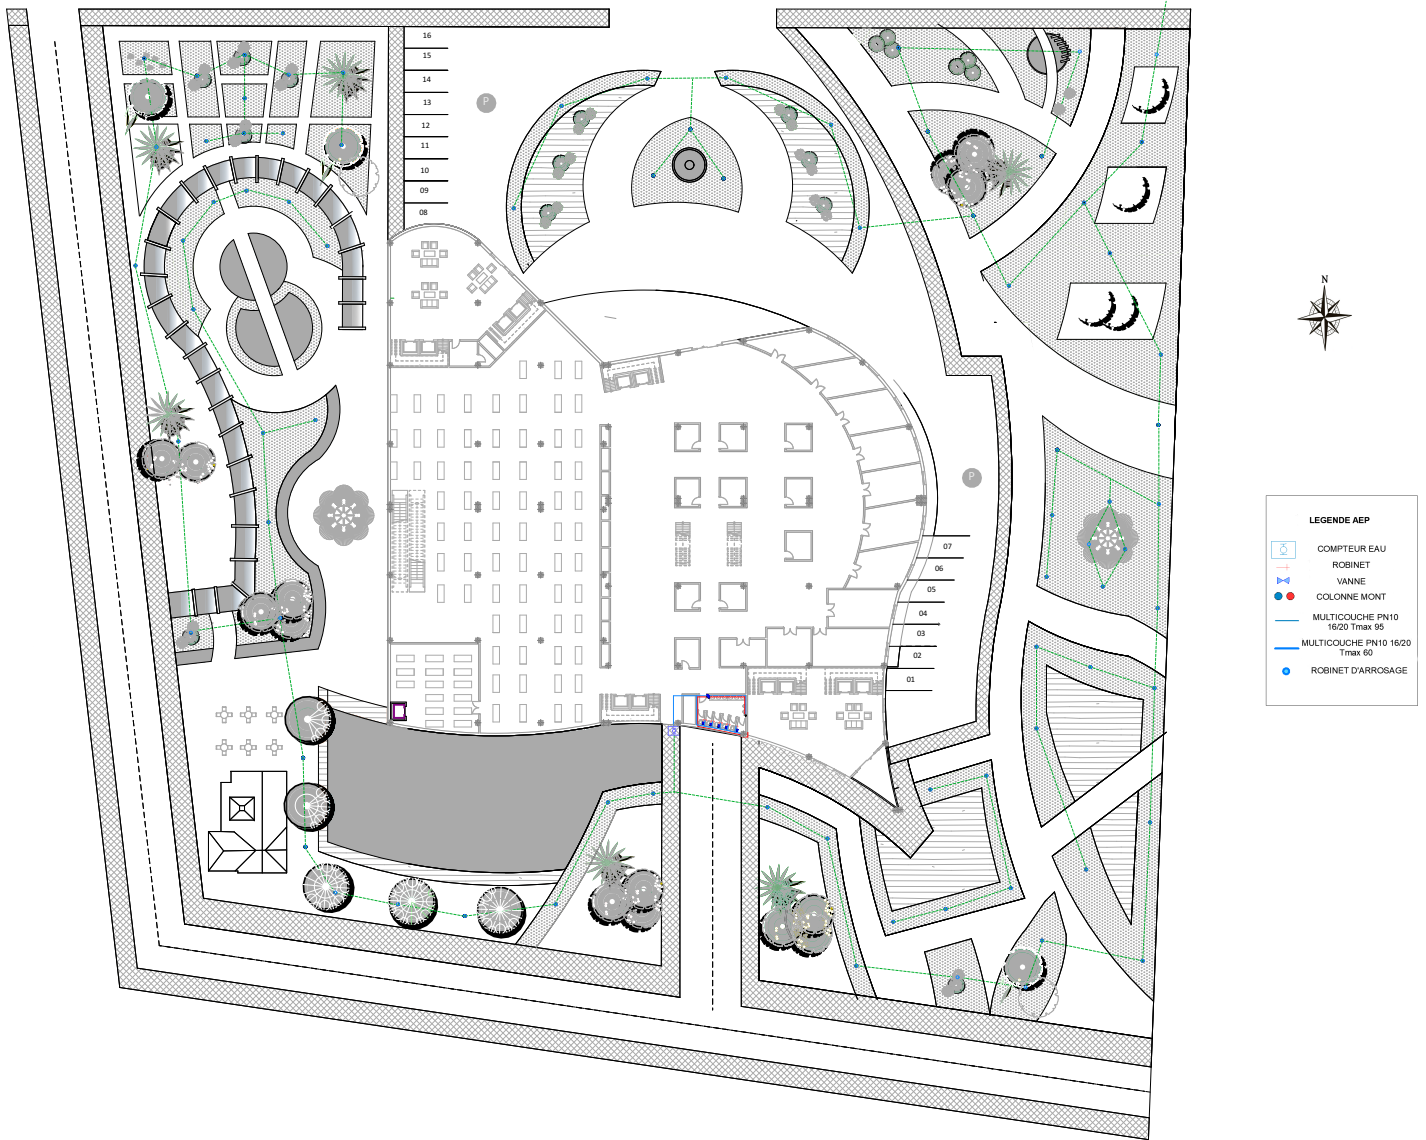 16
15
14
13
12
11
10
09
08
P
P
07
06
05
04
03
02
01
N
LEGENDE AEP
COMPTEUR EAU
ROBINET
VANNE
COLONNE MONT
MULTICOUCHE PN10
16/20 Tmax 95
MULTICOUCHE PN10 16/20
Tmax 60
ROBINET D'ARROSAGE